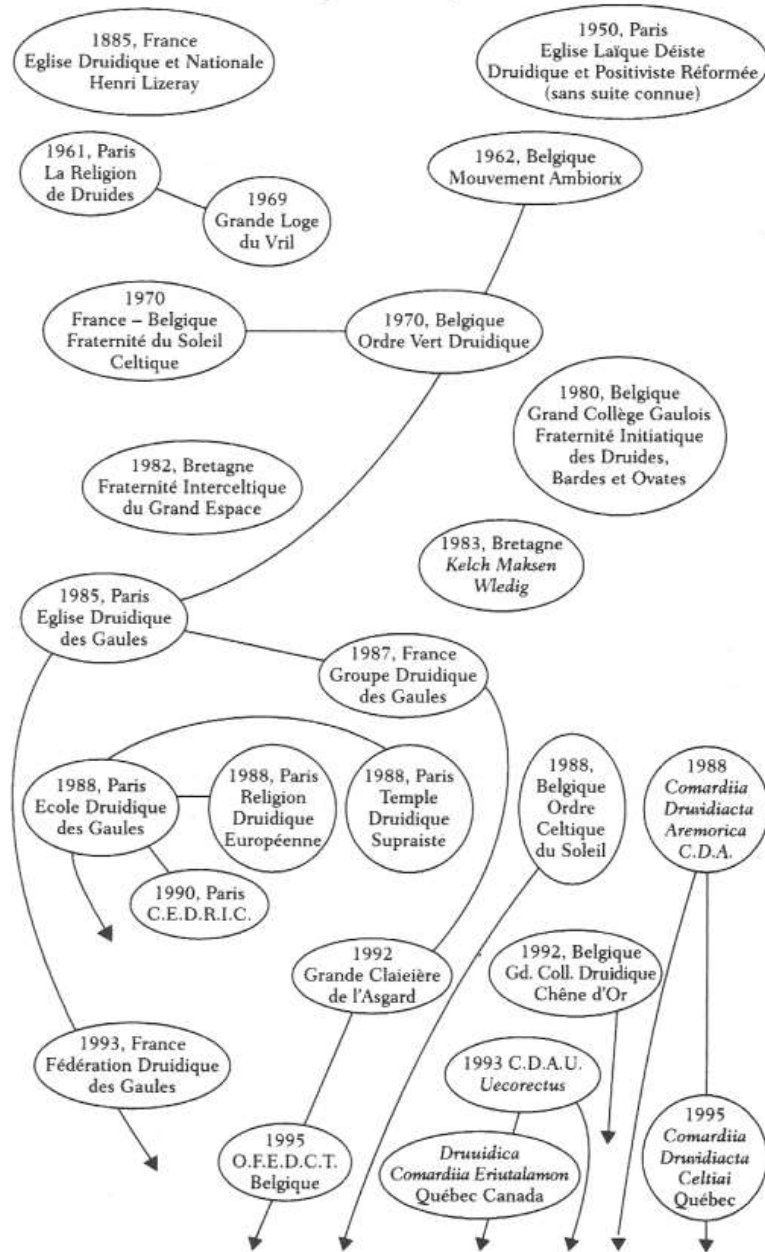 1885, France
Eglise Druidique et Nationale
Henri Lizeray
1950, Paris
Eglise Laïque Déiste
Druidique et Positiviste Réformée
(sans suite connue)
1961, Paris
La Religion
de Druides
1969
Grande Loge
du Vril
1962, Belgique
Mouvement Ambiorix
1970
France – Belgique
Fraternité du Soleil
Celtique
1970, Belgique
Ordre Vert Druidique
1980, Belgique
Grand Collège Gaulois
Fraternité Initiatique
des Druides,
Bardes et Ovates
1982, Bretagne
Fraternité Interceltique
du Grand Espace
1983, Bretagne
Kelch Maksen
Wledig
1985, Paris
Eglise Druidique
des Gaules
1987, France
Groupe Druidique
des Gaules
1988, Paris
Ecole Druidique
des Gaules
1988, Paris
Religion
Druidique
Européenne
1988, Paris
Temple
Druidique
Supraiste
1988,
Belgique
Ordre
Celtique
du Soleil
1988
Comardiia
Druvidiacta
Aremorica
C.D.A.
1990, Paris
C.E.D.R.I.C.
1992
Grande Claieière
de l'Asgard
1992, Belgique
Gd. Coll. Druidique
Chêne d'Or
1993, France
Fédération Druidique
des Gaules
1993 C.D.A.U.
Uecorectus
1995
O.F.E.D.C.T.
Belgique
Druuidica
Comardiia Eriutalamon
Québec Canada
1995
Comardiia
Druvidiacta
Celtiai
Québec